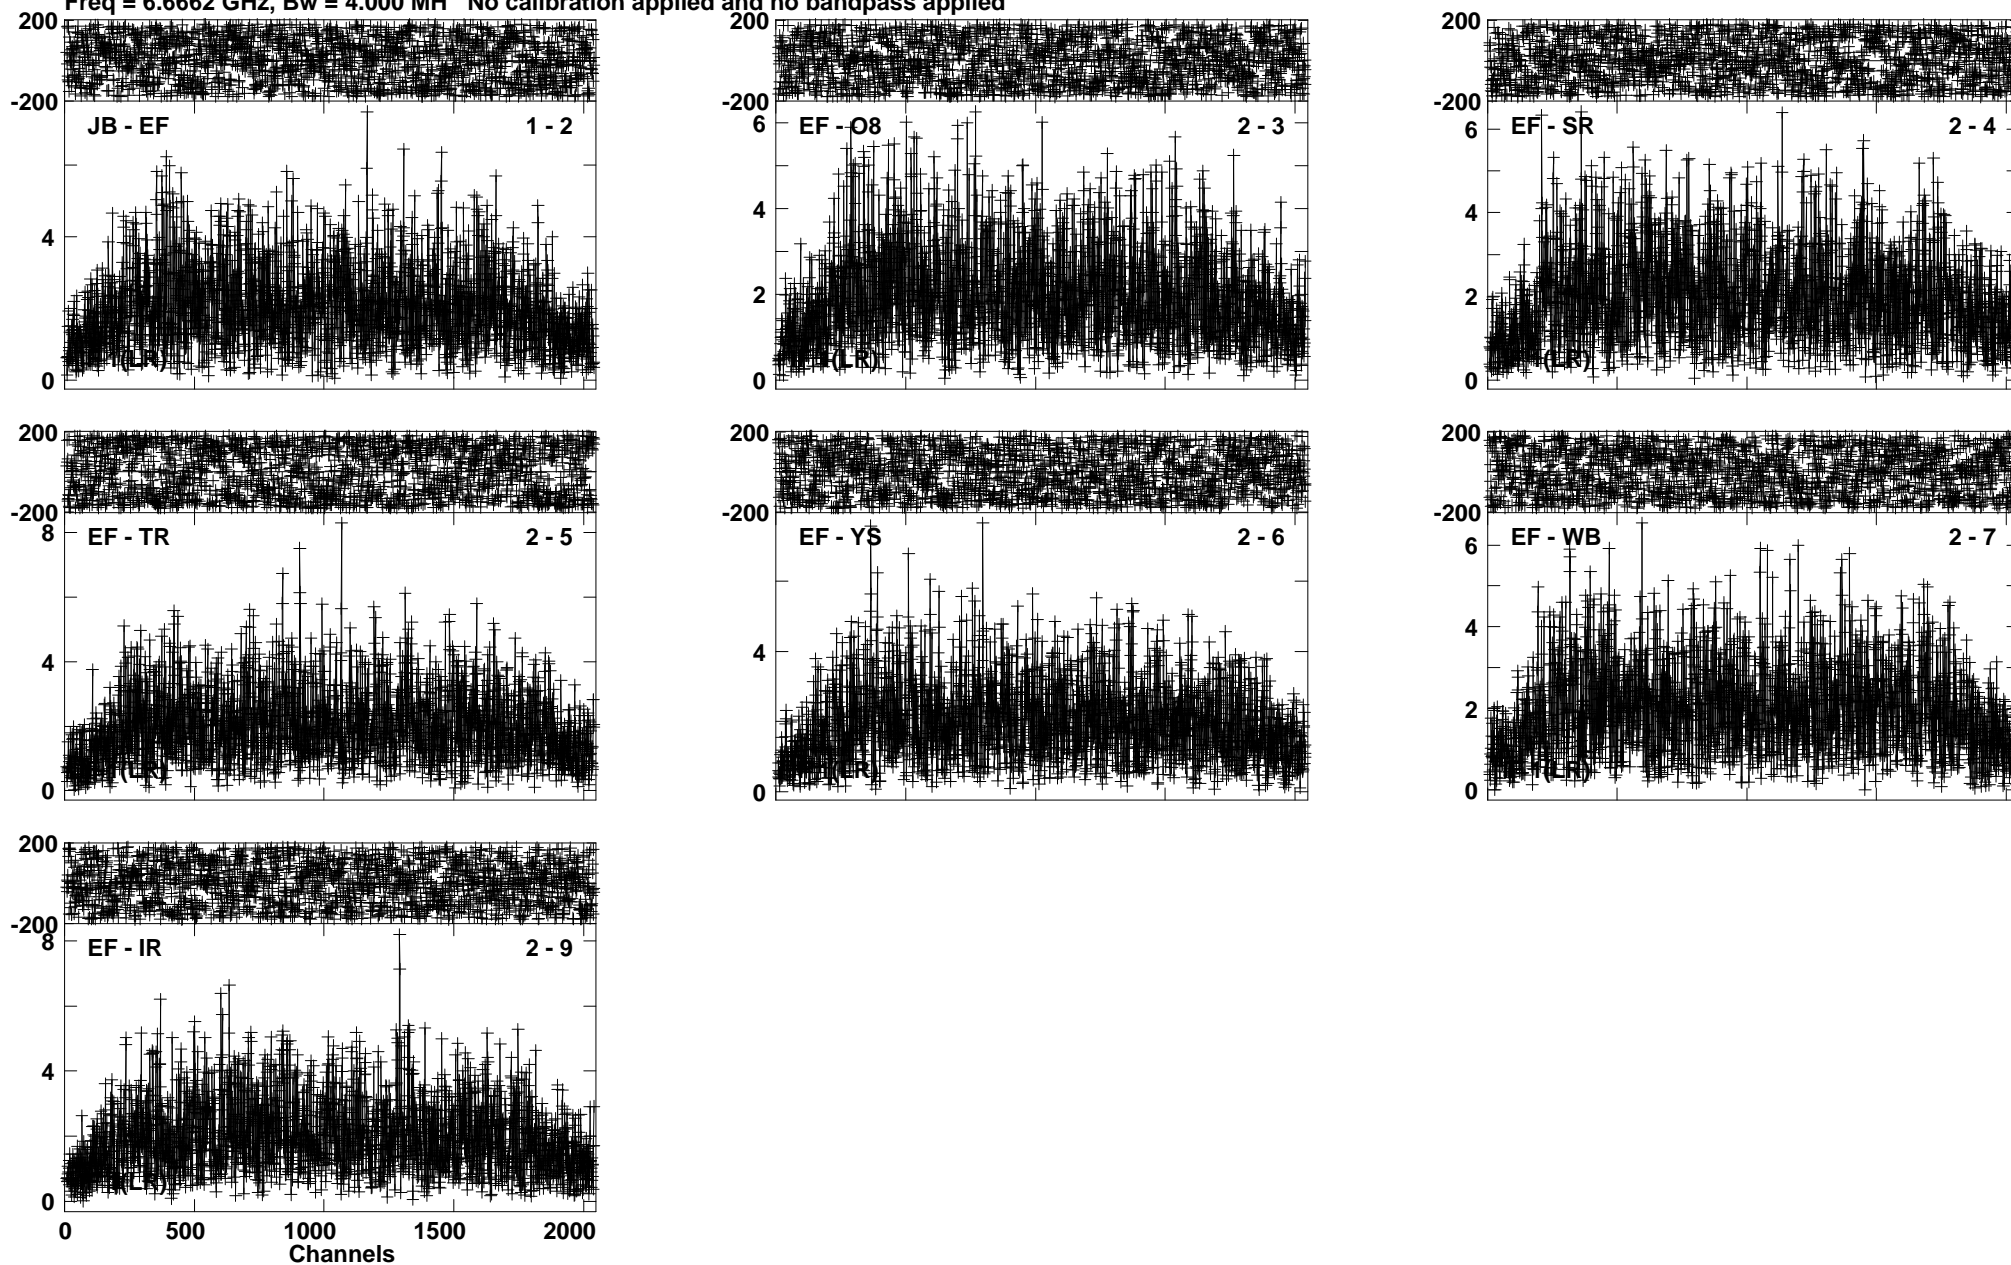 Freq = 6.6662 GHz, Bw = 4.000 MH No calibration applied and no bandpass applied
200 200 200
-200 -200 -200
JB - EF 1 - 2 EF - O8 2 - 3 EF - SR 2 - 4
6 6
4 4 4
2 2
(LR) (LR) (LR)
0 0 0
200 200 200
-200 -200 -200
8 EF - TR 2 - 5 EF - YS 2 - 6 EF - WB 2 - 7
6
4 4 4
2
(LR) (LR) (LR)
0 0 0
200
-200
8 EF - IR 2 - 9
4
(LR)
0
0 500 1000 1500 2000
Channels